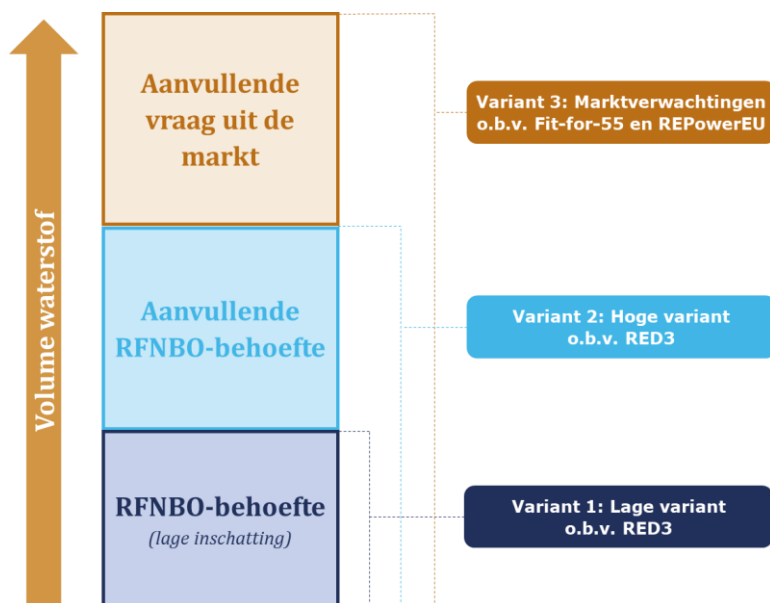 Volume waterstof
Aanvullende
vraag uit de
markt
Variant 3: Marktverwachtingen
o.b.v. Fit-for-55 en REPowerEU
Aanvullende
RFNBO-behoefte
Variant 2: Hoge variant
o.b.v. RED3
RFNBO-behoefte
(lage inschatting)
Variant 1: Lage variant
o.b.v. RED3